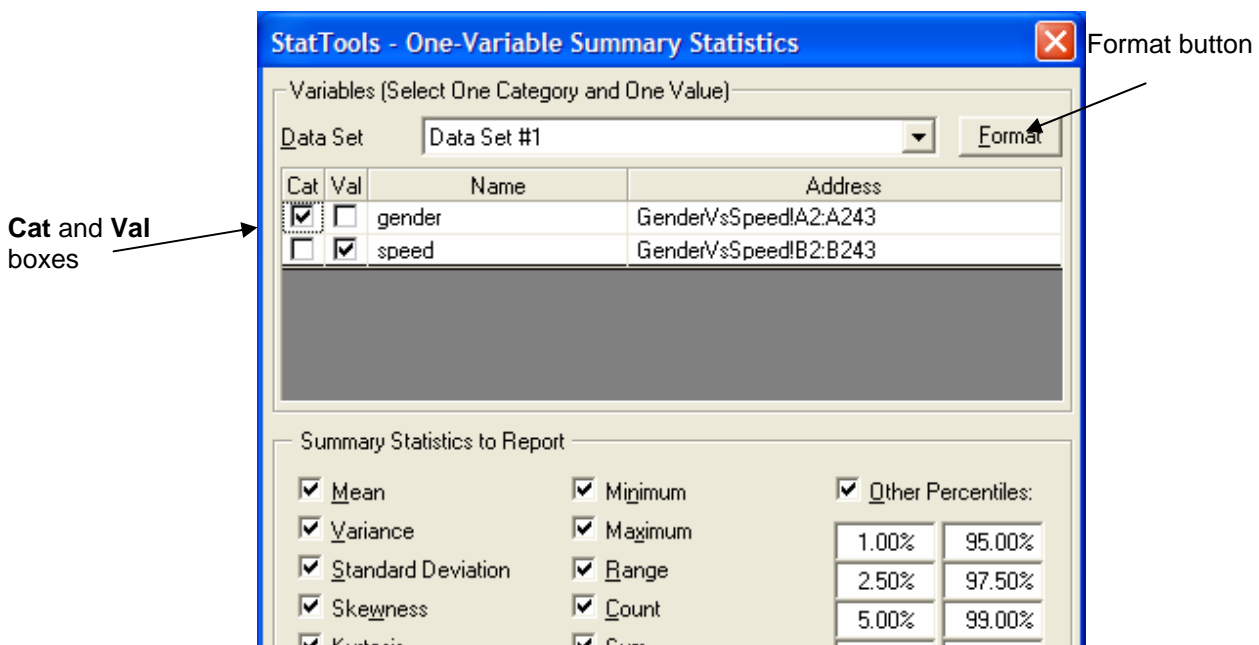 StatTools - One-Variable Summary Statistics
Format button
Variables (Select One Category and One Value)
Data Set Data Set #1 Format
Cat Val Name Address
gender GenderVsSpeed!A2:A243
speed GenderVsSpeed!B2:B243
Cat and Val
boxes
Summary Statistics to Report
Mean Minimum Other Percentiles:
Variance Maximum 1.00% 95.00%
Standard Deviation Range 2.50% 97.50%
Skewness Count 5.00% 99.00%